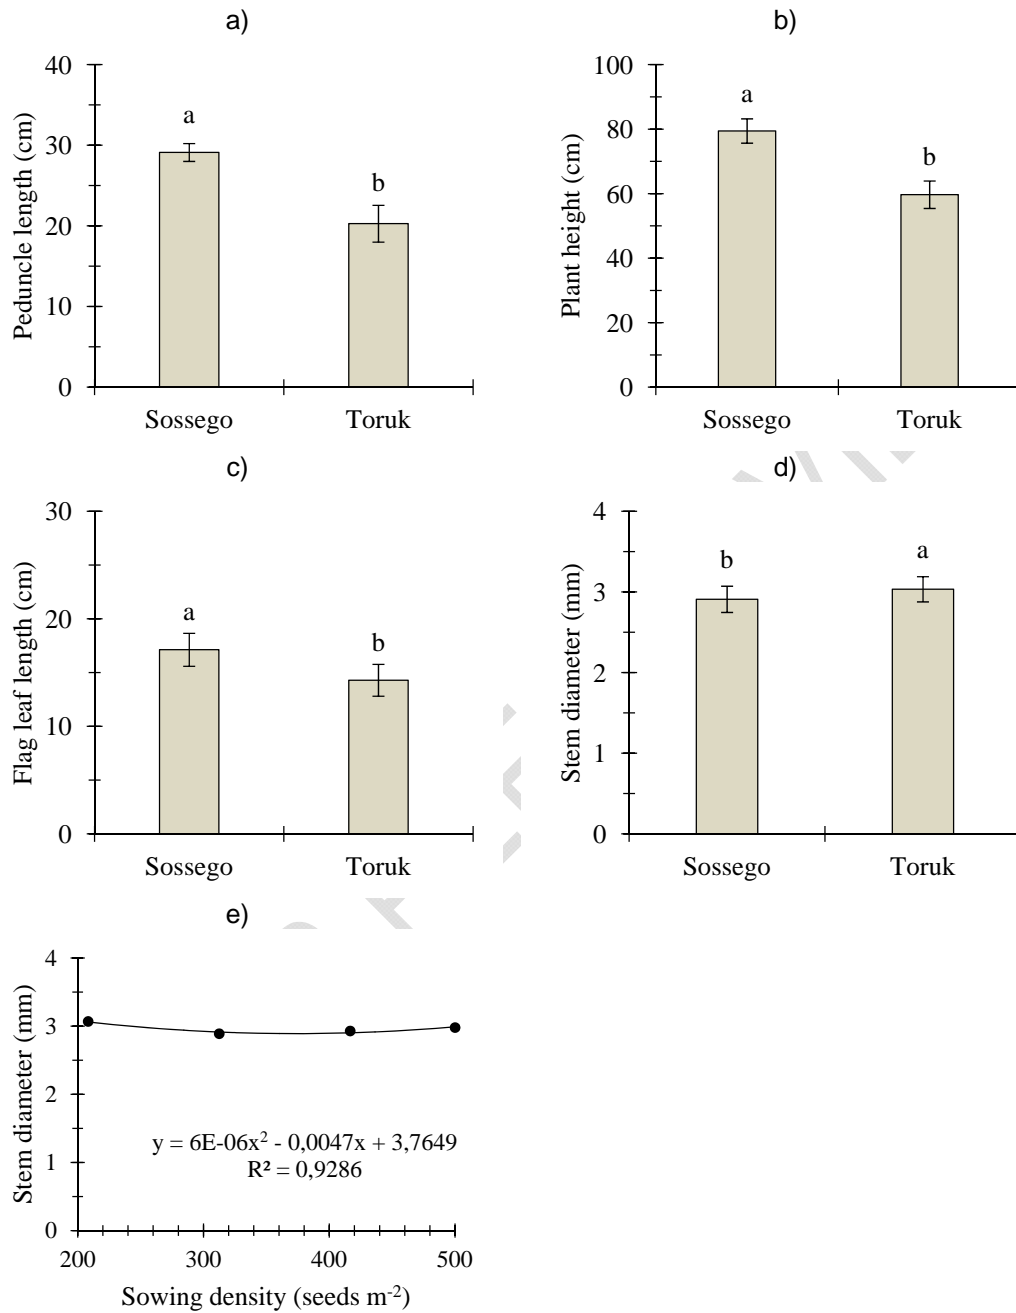 a)
40
30
20
10
0
Peduncle length (cm)
a
b
Sossego Toruk
b)
100
80
60
40
20
0
Plant height (cm)
a
b
Sossego Toruk
c)
30
20
10
0
Flag leaf length (cm)
a
b
Sossego Toruk
d)
4
3
2
1
0
Stem diameter (mm)
b
a
Sossego Toruk
e)
4
3
2
1
0
Stem diameter (mm)
y = 6E-06x² - 0,0047x + 3,7649
R² = 0,9286
200 300 400 500
Sowing density (seeds m⁻²)